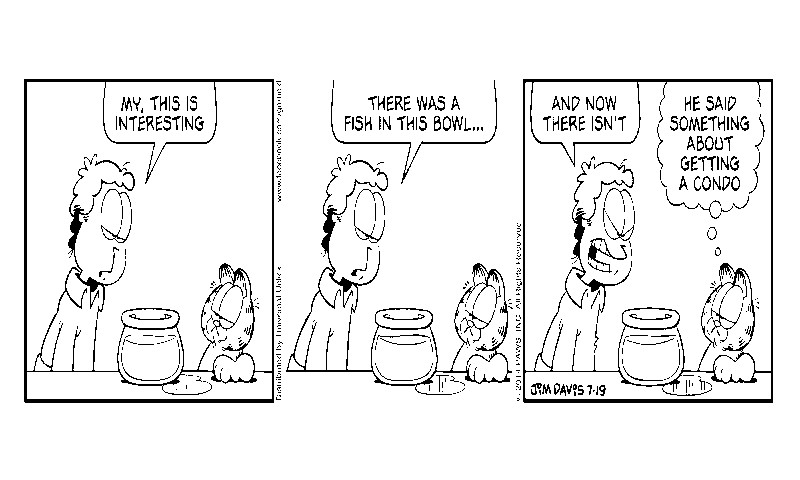 MY, THIS IS
INTERESTING
THERE WAS A
FISH IN THIS BOWL...
AND NOW
THERE ISN'T
HE SAID
SOMETHING
ABOUT
GETTING
A CONDO
JIM DAVIS 7-19